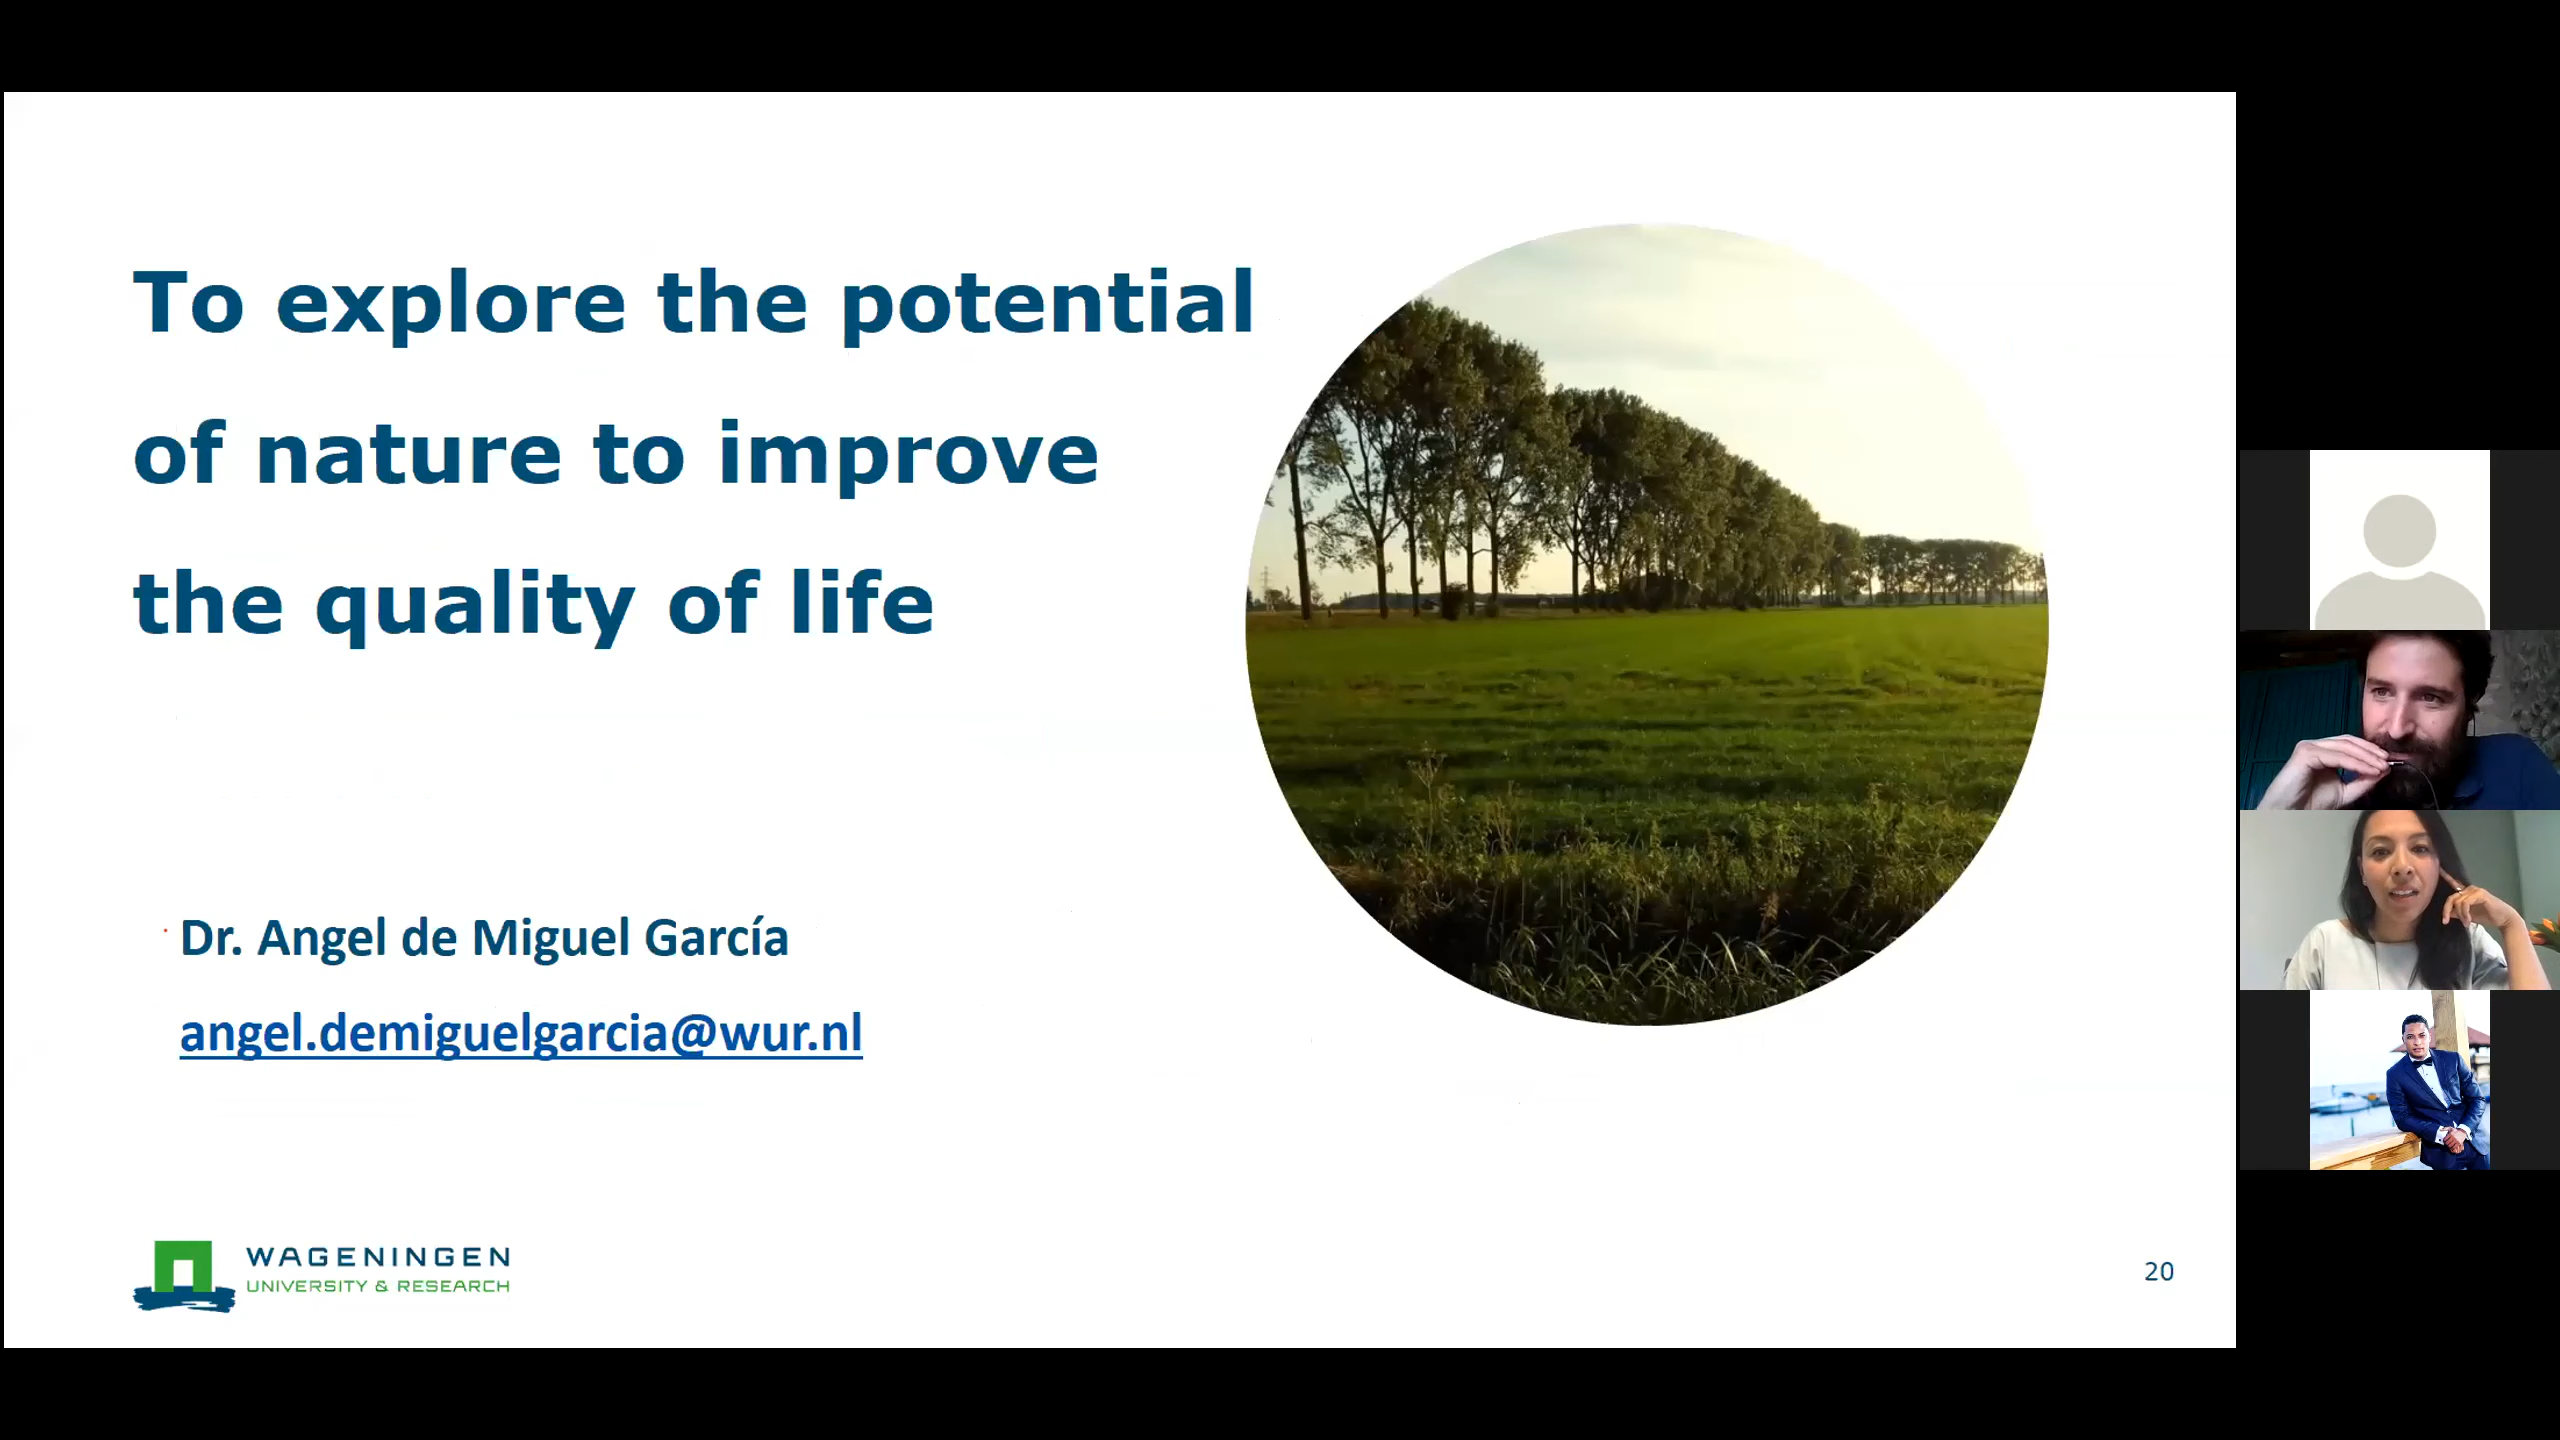 To explore the potential
of nature to improve
the quality of life
Dr. Angel de Miguel García
angel.demiguelgarcia@wur.nl
WAGENINGEN
UNIVERSITY & RESEARCH
20